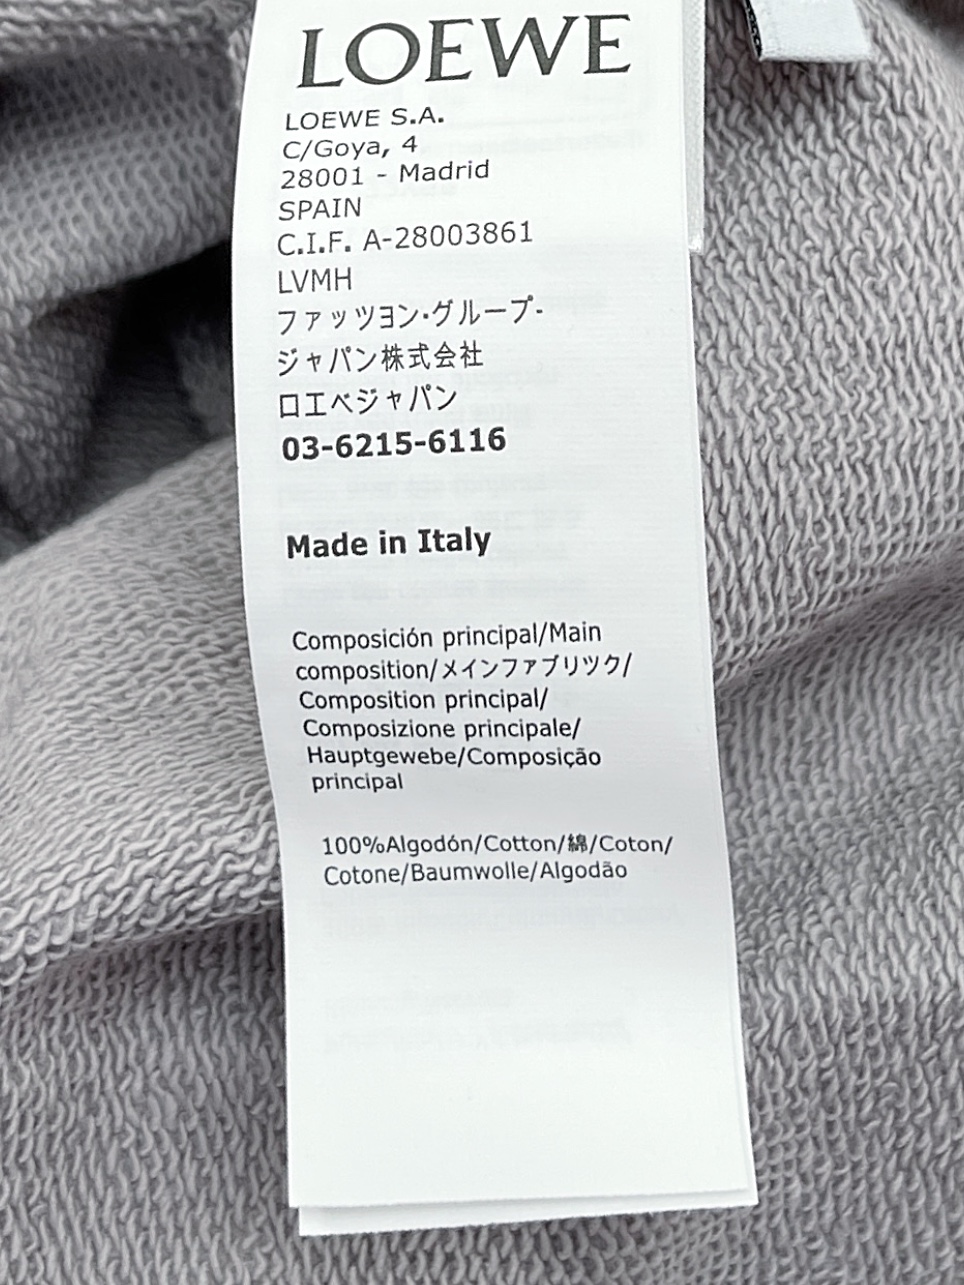 LOEWE
LOEWE S.A.
C/Goya, 4
28001 - Madrid
SPAIN
C.I.F. A-28003861
LVMH
ファッツヨン・グループ-
ジャパン株式会社
ロエベジャパン
03-6215-6116
Made in Italy
Composición principal/Main
composition/メインファブリツク/
Composition principal/
Composizione principale/
Hauptgewebe/Composição
principal
100%Algodón/Cotton/綿/Coton/
Cotone/Baumwolle/Algodão